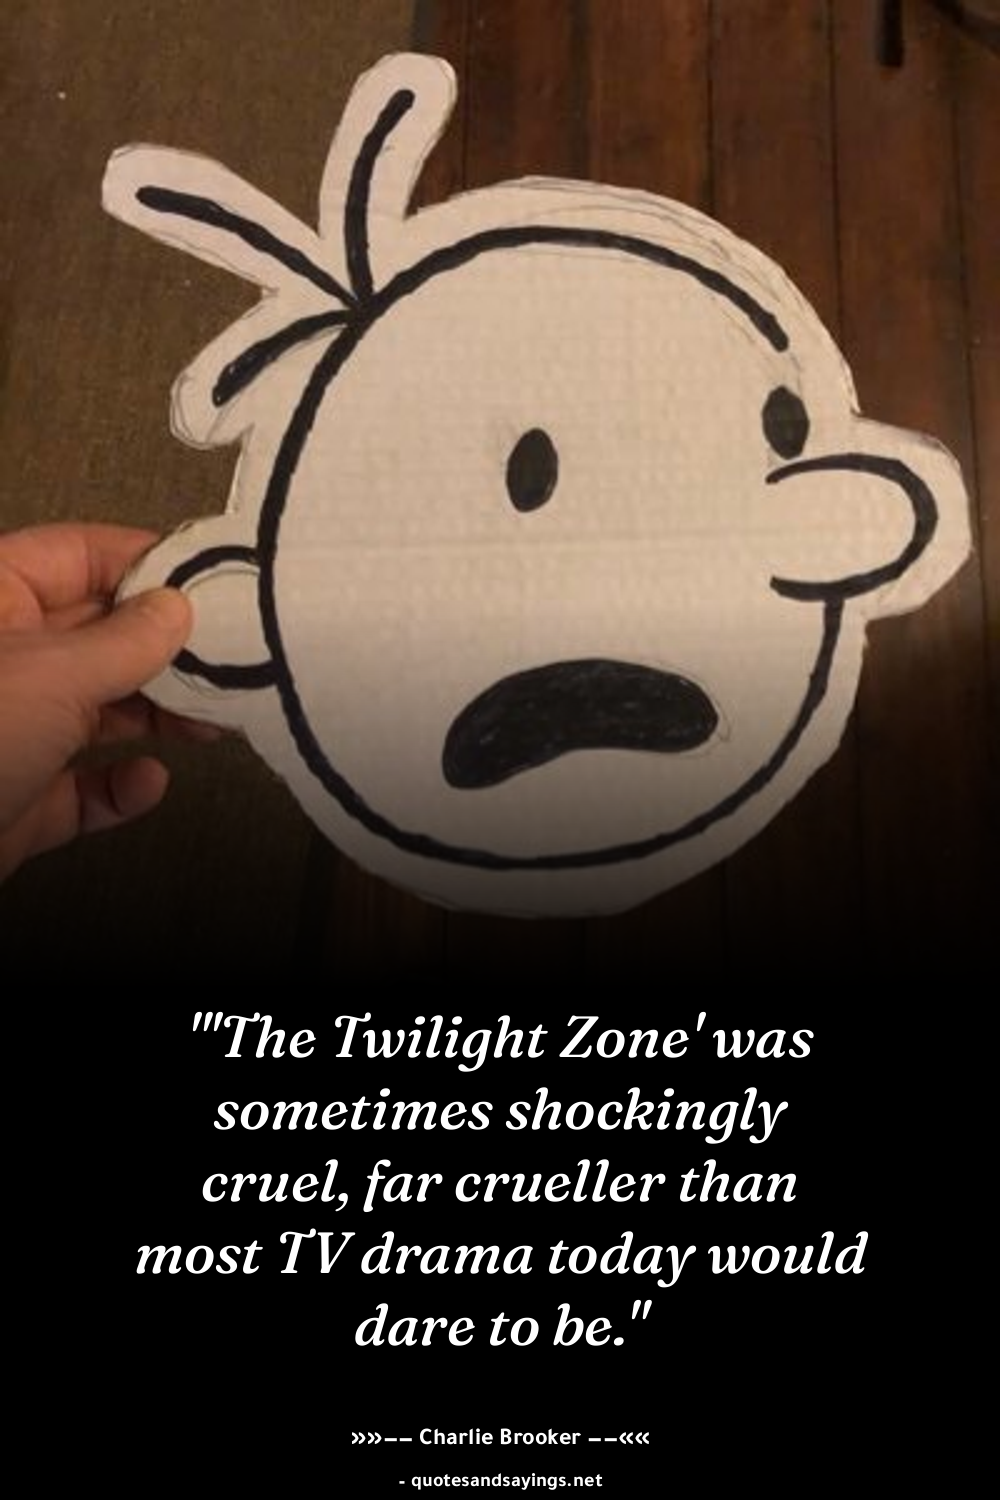 "'The Twilight Zone' was
sometimes shockingly
cruel, far crueller than
most TV drama today would
dare to be."
»»–– Charlie Brooker ––««
- quotesandsayings.net